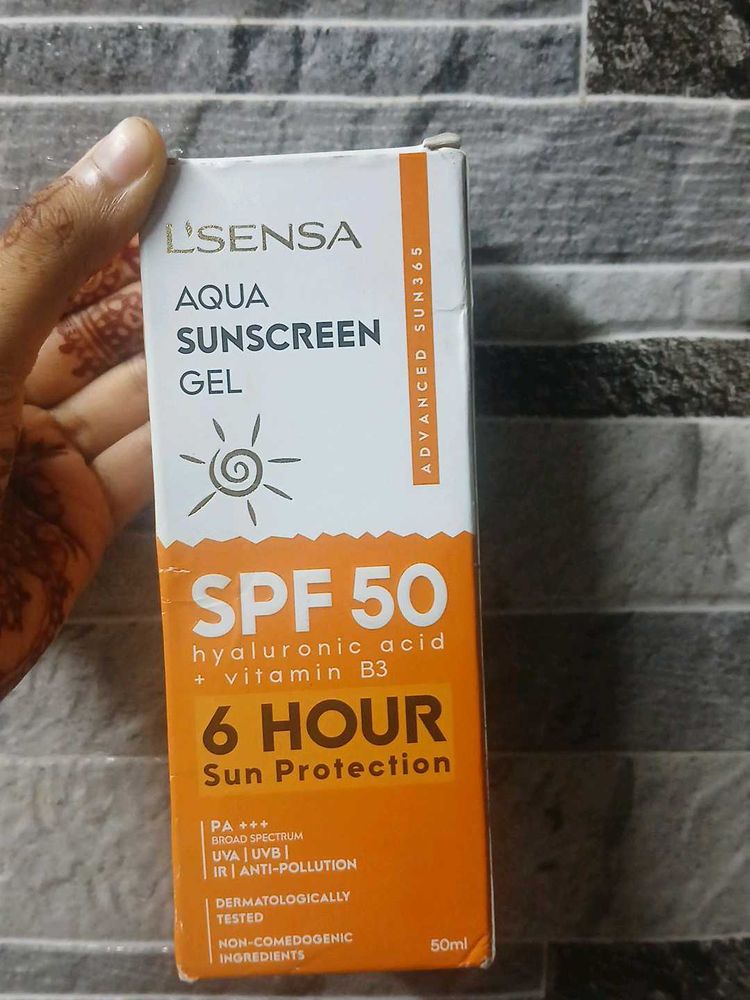 L'SENSA
AQUA
SUNSCREEN
GEL
ADVANCED SUN365
SPF 50
hyaluronic acid
+ vitamin B3
6 HOUR
Sun Protection
PA +++
BROAD SPECTRUM
UVA | UVB |
IR | ANTI-POLLUTION
DERMATOLOGICALLY
TESTED
NON-COMEDOGENIC
INGREDIENTS
50ml